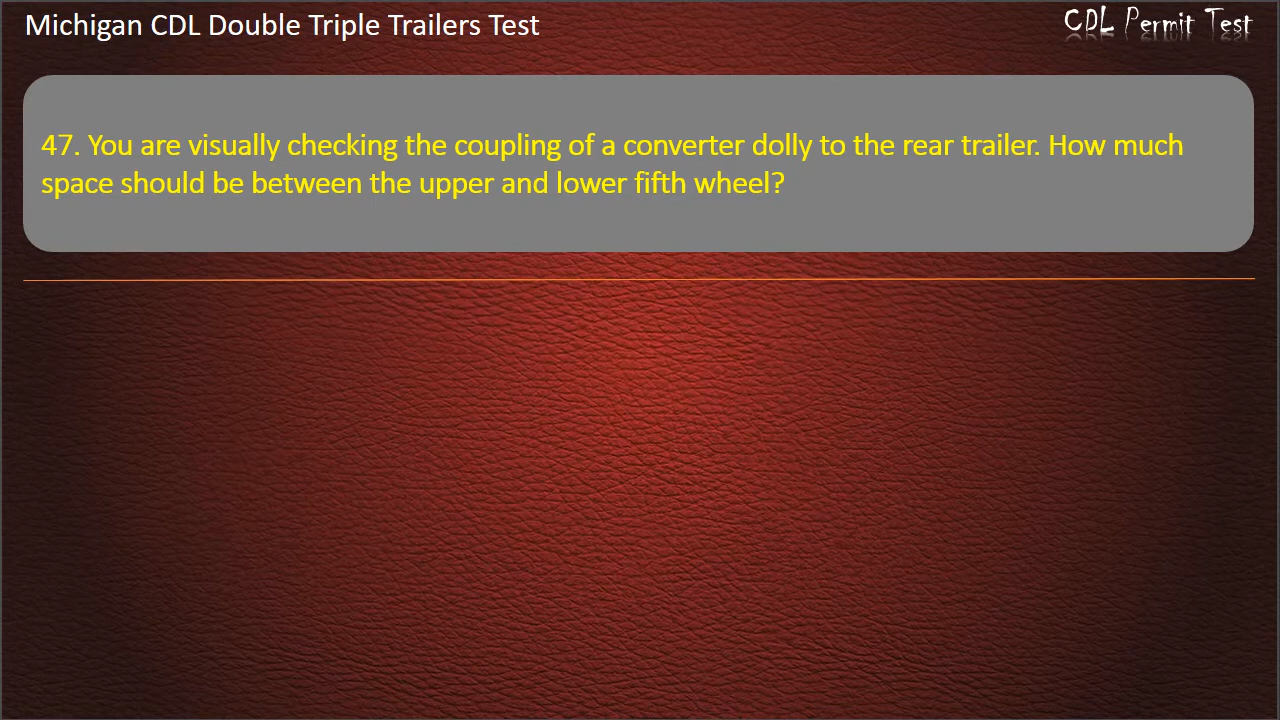 Michigan CDL Double Triple Trailers Test
CDL Permit Test
47. You are visually checking the coupling of a converter dolly to the rear trailer. How much
space should be between the upper and lower fifth wheel?